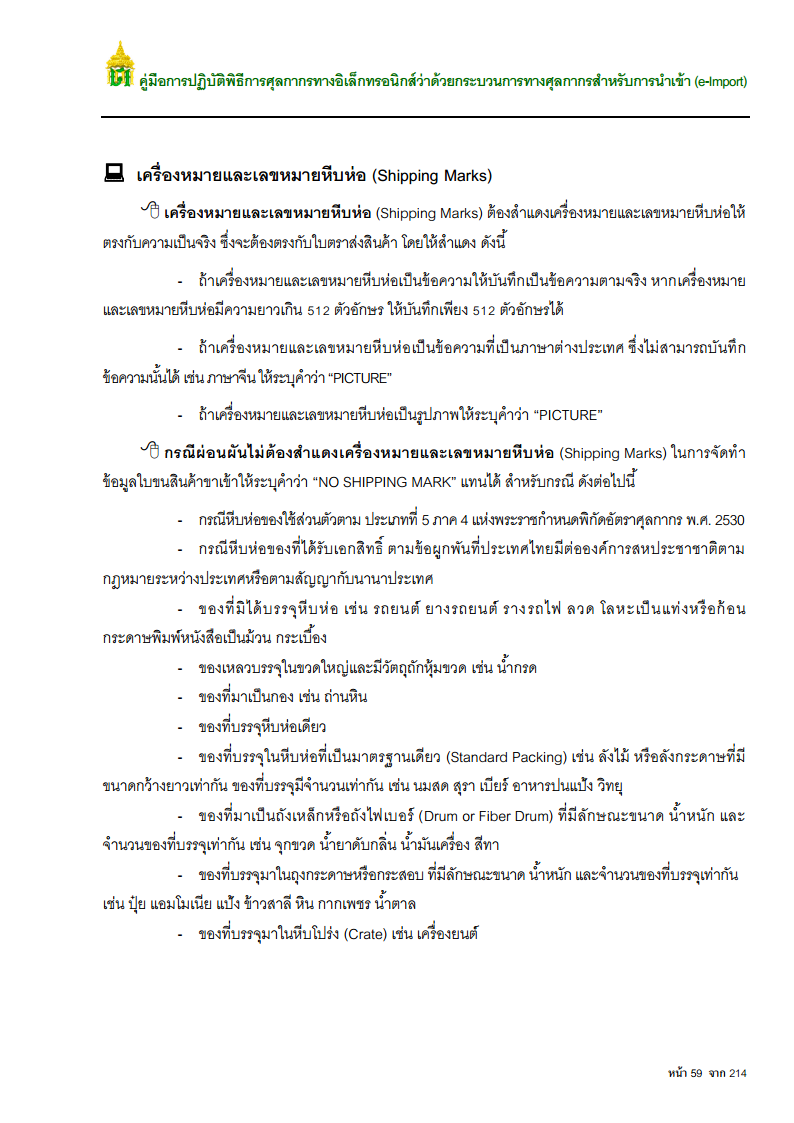 คู่มือการปฏิบัติพิธีการศุลกากรทางอิเล็กทรอนิกส์ว่าด้วยกระบวนการทางศุลกากรสำหรับการนำเข้า (e-Import)
เครื่องหมายและเลขหมายหีบห่อ (Shipping Marks)
เครื่องหมายและเลขหมายหีบห่อ (Shipping Marks) ต้องสำแดงเครื่องหมายและเลขหมายหีบห่อให้
ตรงกับความเป็นจริง ซึ่งจะต้องตรงกับใบตราส่งสินค้า โดยให้สำแดง ดังนี้
- ถ้าเครื่องหมายและเลขหมายหีบห่อเป็นข้อความให้บันทึกเป็นข้อความตามจริง หากเครื่องหมาย
และเลขหมายหีบห่อมีความยาวเกิน 512 ตัวอักษร ให้บันทึกเพียง 512 ตัวอักษรได้
- ถ้าเครื่องหมายและเลขหมายหีบห่อเป็นข้อความที่เป็นภาษาต่างประเทศ ซึ่งไม่สามารถบันทึก
ข้อความนั้นได้ เช่น ภาษาจีน ให้ระบุคำว่า “PICTURE”
- ถ้าเครื่องหมายและเลขหมายหีบห่อเป็นรูปภาพให้ระบุคำว่า “PICTURE”
กรณีผ่อนผันไม่ต้องสำแดงเครื่องหมายและเลขหมายหีบห่อ (Shipping Marks) ในการจัดทำ
ข้อมูลใบขนสินค้าขาเข้าให้ระบุคำว่า “NO SHIPPING MARK” แทนได้ สำหรับกรณี ดังต่อไปนี้
- กรณีหีบห่อของใช้ส่วนตัวตาม ประเภทที่ 5 ภาค 4 แห่งพระราชกำหนดพิกัดอัตราศุลกากร พ.ศ. 2530
- กรณีหีบห่อของที่ได้รับเอกสิทธิ์ ตามข้อผูกพันที่ประเทศไทยมีต่อองค์การสหประชาชาติตาม
กฎหมายระหว่างประเทศหรือตามสัญญากับนานาประเทศ
- ของที่มิได้บรรจุหีบห่อ เช่น รถยนต์ ยางรถยนต์ รางรถไฟ ลวด โลหะเป็นแท่งหรือก้อน
กระดาษพิมพ์หนังสือเป็นม้วน กระเบื้อง
- ของเหลวบรรจุในขวดใหญ่และมีวัตถุถักหุ้มขวด เช่น น้ำกรด
- ของที่มาเป็นกอง เช่น ถ่านหิน
- ของที่บรรจุหีบห่อเดียว
- ของที่บรรจุในหีบห่อที่เป็นมาตรฐานเดียว (Standard Packing) เช่น ลังไม้ หรือลังกระดาษที่มี
ขนาดกว้างยาวเท่ากัน ของที่บรรจุมีจำนวนเท่ากัน เช่น นมสด สุรา เบียร์ อาหารปนแป้ง วิทยุ
- ของที่มาเป็นถังเหล็กหรือถังไฟเบอร์ (Drum or Fiber Drum) ที่มีลักษณะขนาด น้ำหนัก และ
จำนวนของที่บรรจุเท่ากัน เช่น จุกขวด น้ำยาดับกลิ่น น้ำมันเครื่อง สีทา
- ของที่บรรจุมาในถุงกระดาษหรือกระสอบ ที่มีลักษณะขนาด น้ำหนัก และจำนวนของที่บรรจุเท่ากัน
เช่น ปุ๋ย แอมโมเนีย แป้ง ข้าวสาลี หิน กากเพชร น้ำตาล
- ของที่บรรจุมาในหีบโปร่ง (Crate) เช่น เครื่องยนต์
หน้า 59 จาก 214